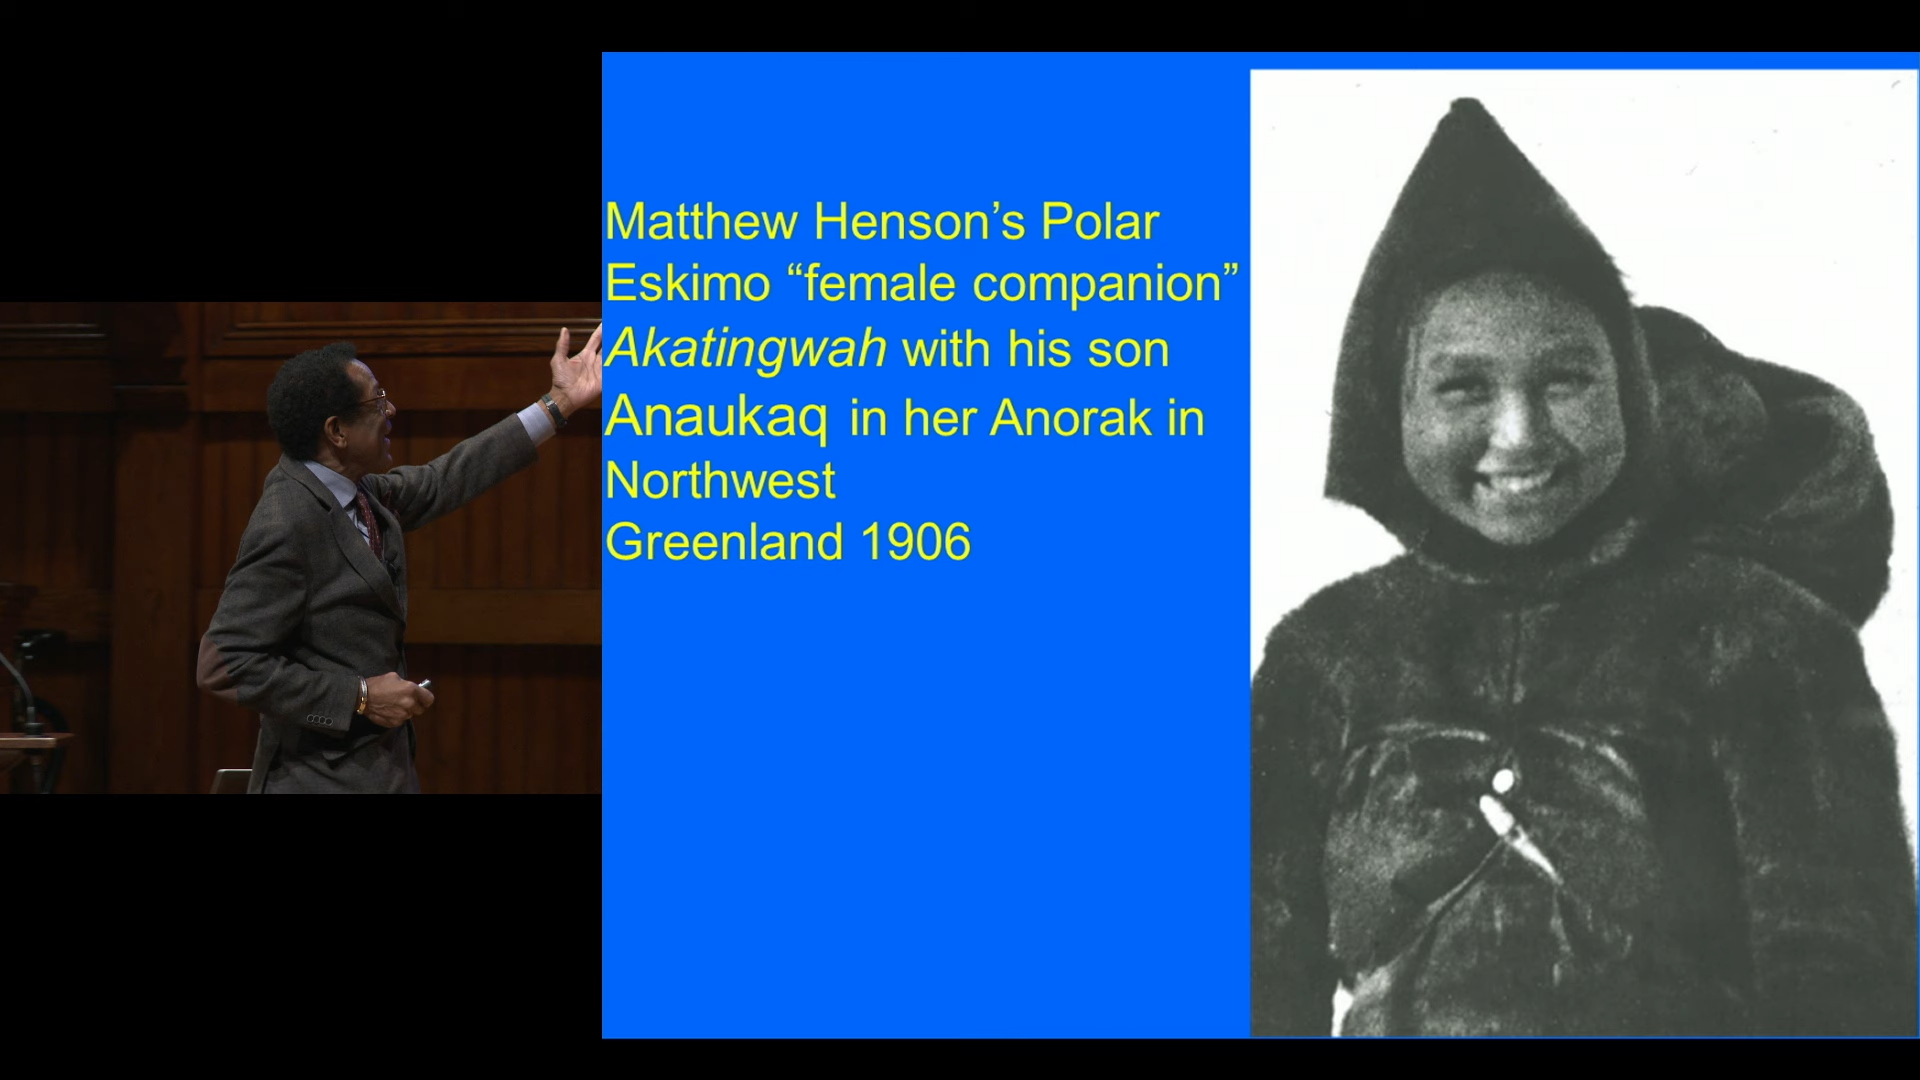 Matthew Henson’s Polar
Eskimo “female companion”
Akatingwah with his son
Anaukaq in her Anorak in
Northwest
Greenland 1906